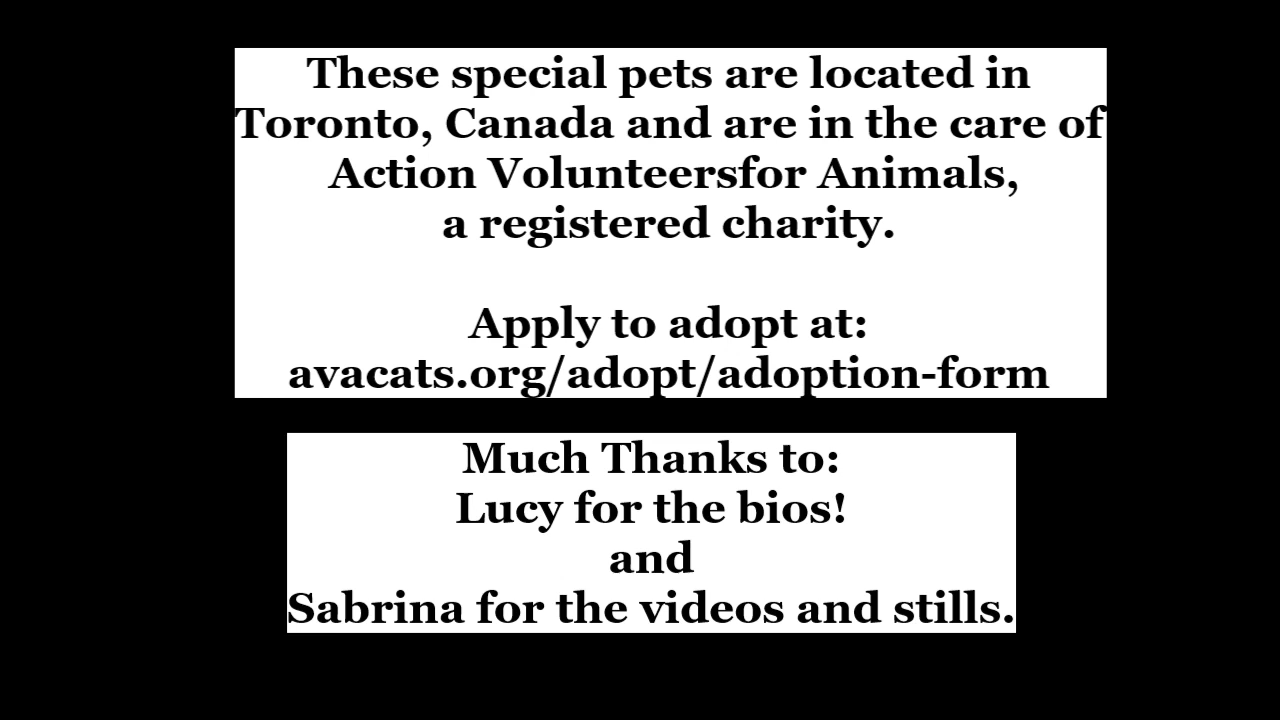 These special pets are located in
Toronto, Canada and are in the care of
Action Volunteersfor Animals,
a registered charity.
Apply to adopt at:
avacats.org/adopt/adoption-form
Much Thanks to:
Lucy for the bios!
and
Sabrina for the videos and stills.